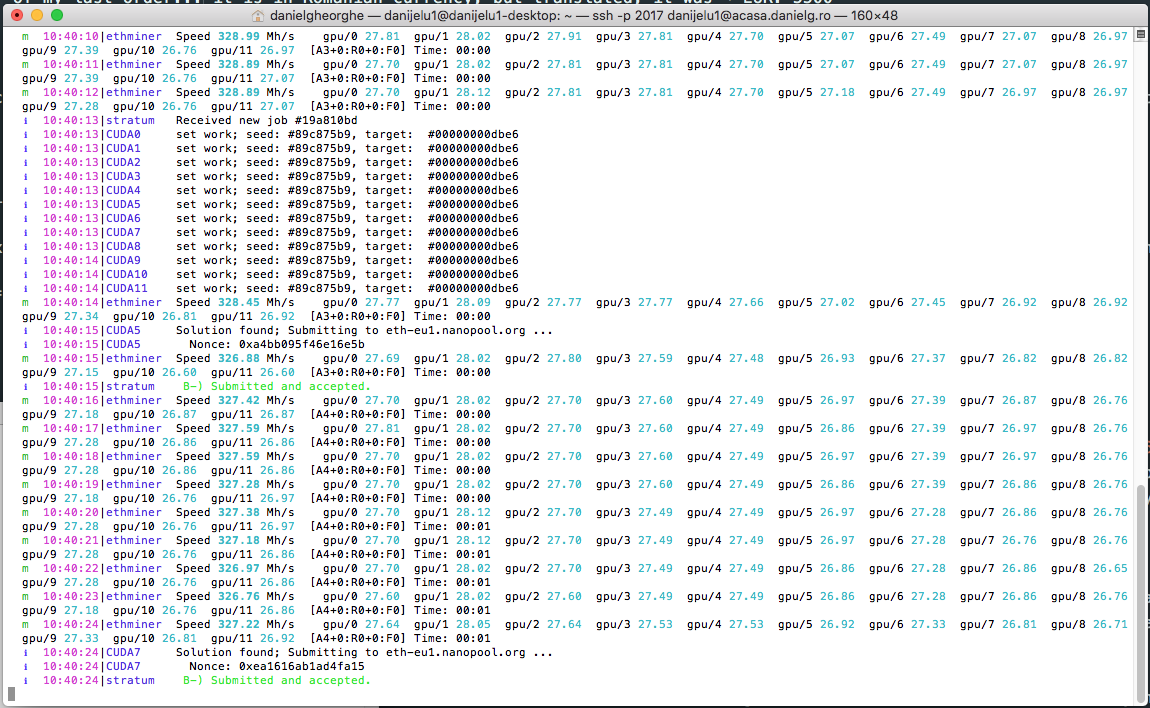 danielgheorghe — danijelu1@danijelu1-desktop: ~ — ssh -p 2017 danijelu1@acasa.danielg.ro — 160×48
m 10:40:10|ethminer Speed 328.99 Mh/s gpu/0 27.81 gpu/1 28.02 gpu/2 27.91 gpu/3 27.81 gpu/4 27.70 gpu/5 27.07 gpu/6 27.49 gpu/7 27.07 gpu/8 26.97
gpu/9 27.39 gpu/10 26.76 gpu/11 26.97 [A3+0:R0+0:F0] Time: 00:00
m 10:40:11|ethminer Speed 328.89 Mh/s gpu/0 27.70 gpu/1 28.02 gpu/2 27.81 gpu/3 27.81 gpu/4 27.70 gpu/5 27.07 gpu/6 27.49 gpu/7 27.07 gpu/8 26.97
gpu/9 27.39 gpu/10 26.76 gpu/11 27.07 [A3+0:R0+0:F0] Time: 00:00
m 10:40:12|ethminer Speed 328.89 Mh/s gpu/0 27.70 gpu/1 28.12 gpu/2 27.81 gpu/3 27.81 gpu/4 27.70 gpu/5 27.18 gpu/6 27.49 gpu/7 26.97 gpu/8 26.97
gpu/9 27.28 gpu/10 26.76 gpu/11 27.07 [A3+0:R0+0:F0] Time: 00:00
i 10:40:13|stratum Received new job #19a810bd
i 10:40:13|CUDA0 set work; seed: #89c875b9, target: #00000000dbe6
i 10:40:13|CUDA1 set work; seed: #89c875b9, target: #00000000dbe6
i 10:40:13|CUDA2 set work; seed: #89c875b9, target: #00000000dbe6
i 10:40:13|CUDA3 set work; seed: #89c875b9, target: #00000000dbe6
i 10:40:13|CUDA4 set work; seed: #89c875b9, target: #00000000dbe6
i 10:40:13|CUDA5 set work; seed: #89c875b9, target: #00000000dbe6
i 10:40:13|CUDA6 set work; seed: #89c875b9, target: #00000000dbe6
i 10:40:13|CUDA7 set work; seed: #89c875b9, target: #00000000dbe6
i 10:40:13|CUDA8 set work; seed: #89c875b9, target: #00000000dbe6
i 10:40:14|CUDA9 set work; seed: #89c875b9, target: #00000000dbe6
i 10:40:14|CUDA10 set work; seed: #89c875b9, target: #00000000dbe6
i 10:40:14|CUDA11 set work; seed: #89c875b9, target: #00000000dbe6
m 10:40:14|ethminer Speed 328.45 Mh/s gpu/0 27.77 gpu/1 28.09 gpu/2 27.77 gpu/3 27.77 gpu/4 27.66 gpu/5 27.02 gpu/6 27.45 gpu/7 26.92 gpu/8 26.92
gpu/9 27.34 gpu/10 26.81 gpu/11 26.92 [A3+0:R0+0:F0] Time: 00:00
i 10:40:15|CUDA5 Solution found; Submitting to eth-eu1.nanopool.org ...
i 10:40:15|CUDA5 Nonce: 0xa4bb095f46e16e5b
m 10:40:15|ethminer Speed 326.88 Mh/s gpu/0 27.69 gpu/1 28.02 gpu/2 27.80 gpu/3 27.59 gpu/4 27.48 gpu/5 26.93 gpu/6 27.37 gpu/7 26.82 gpu/8 26.82
gpu/9 27.15 gpu/10 26.60 gpu/11 26.60 [A3+0:R0+0:F0] Time: 00:00
i 10:40:15|stratum B-) Submitted and accepted.
m 10:40:16|ethminer Speed 327.42 Mh/s gpu/0 27.70 gpu/1 28.02 gpu/2 27.70 gpu/3 27.60 gpu/4 27.49 gpu/5 26.97 gpu/6 27.39 gpu/7 26.87 gpu/8 26.76
gpu/9 27.18 gpu/10 26.87 gpu/11 26.87 [A4+0:R0+0:F0] Time: 00:00
m 10:40:17|ethminer Speed 327.59 Mh/s gpu/0 27.81 gpu/1 28.02 gpu/2 27.70 gpu/3 27.60 gpu/4 27.49 gpu/5 26.86 gpu/6 27.39 gpu/7 26.97 gpu/8 26.76
gpu/9 27.28 gpu/10 26.86 gpu/11 26.86 [A4+0:R0+0:F0] Time: 00:00
m 10:40:18|ethminer Speed 327.59 Mh/s gpu/0 27.70 gpu/1 28.02 gpu/2 27.70 gpu/3 27.60 gpu/4 27.49 gpu/5 26.97 gpu/6 27.39 gpu/7 26.97 gpu/8 26.76
gpu/9 27.28 gpu/10 26.86 gpu/11 26.86 [A4+0:R0+0:F0] Time: 00:00
m 10:40:19|ethminer Speed 327.28 Mh/s gpu/0 27.70 gpu/1 28.02 gpu/2 27.70 gpu/3 27.60 gpu/4 27.49 gpu/5 26.86 gpu/6 27.39 gpu/7 26.86 gpu/8 26.76
gpu/9 27.18 gpu/10 26.76 gpu/11 26.97 [A4+0:R0+0:F0] Time: 00:00
m 10:40:20|ethminer Speed 327.38 Mh/s gpu/0 27.70 gpu/1 28.12 gpu/2 27.70 gpu/3 27.49 gpu/4 27.49 gpu/5 26.97 gpu/6 27.28 gpu/7 26.86 gpu/8 26.76
gpu/9 27.28 gpu/10 26.76 gpu/11 26.97 [A4+0:R0+0:F0] Time: 00:01
m 10:40:21|ethminer Speed 327.18 Mh/s gpu/0 27.70 gpu/1 28.12 gpu/2 27.70 gpu/3 27.49 gpu/4 27.49 gpu/5 26.97 gpu/6 27.28 gpu/7 26.76 gpu/8 26.76
gpu/9 27.28 gpu/10 26.76 gpu/11 26.86 [A4+0:R0+0:F0] Time: 00:01
m 10:40:22|ethminer Speed 326.97 Mh/s gpu/0 27.70 gpu/1 28.02 gpu/2 27.70 gpu/3 27.49 gpu/4 27.49 gpu/5 26.86 gpu/6 27.28 gpu/7 26.86 gpu/8 26.65
gpu/9 27.28 gpu/10 26.76 gpu/11 26.86 [A4+0:R0+0:F0] Time: 00:01
m 10:40:23|ethminer Speed 326.76 Mh/s gpu/0 27.60 gpu/1 28.02 gpu/2 27.60 gpu/3 27.49 gpu/4 27.49 gpu/5 26.86 gpu/6 27.28 gpu/7 26.86 gpu/8 26.76
gpu/9 27.18 gpu/10 26.76 gpu/11 26.86 [A4+0:R0+0:F0] Time: 00:01
m 10:40:24|ethminer Speed 327.22 Mh/s gpu/0 27.64 gpu/1 28.05 gpu/2 27.64 gpu/3 27.53 gpu/4 27.53 gpu/5 26.92 gpu/6 27.33 gpu/7 26.81 gpu/8 26.71
gpu/9 27.33 gpu/10 26.81 gpu/11 26.92 [A4+0:R0+0:F0] Time: 00:01
i 10:40:24|CUDA7 Solution found; Submitting to eth-eu1.nanopool.org ...
i 10:40:24|CUDA7 Nonce: 0xea1616ab1ad4fa15
i 10:40:24|stratum B-) Submitted and accepted.